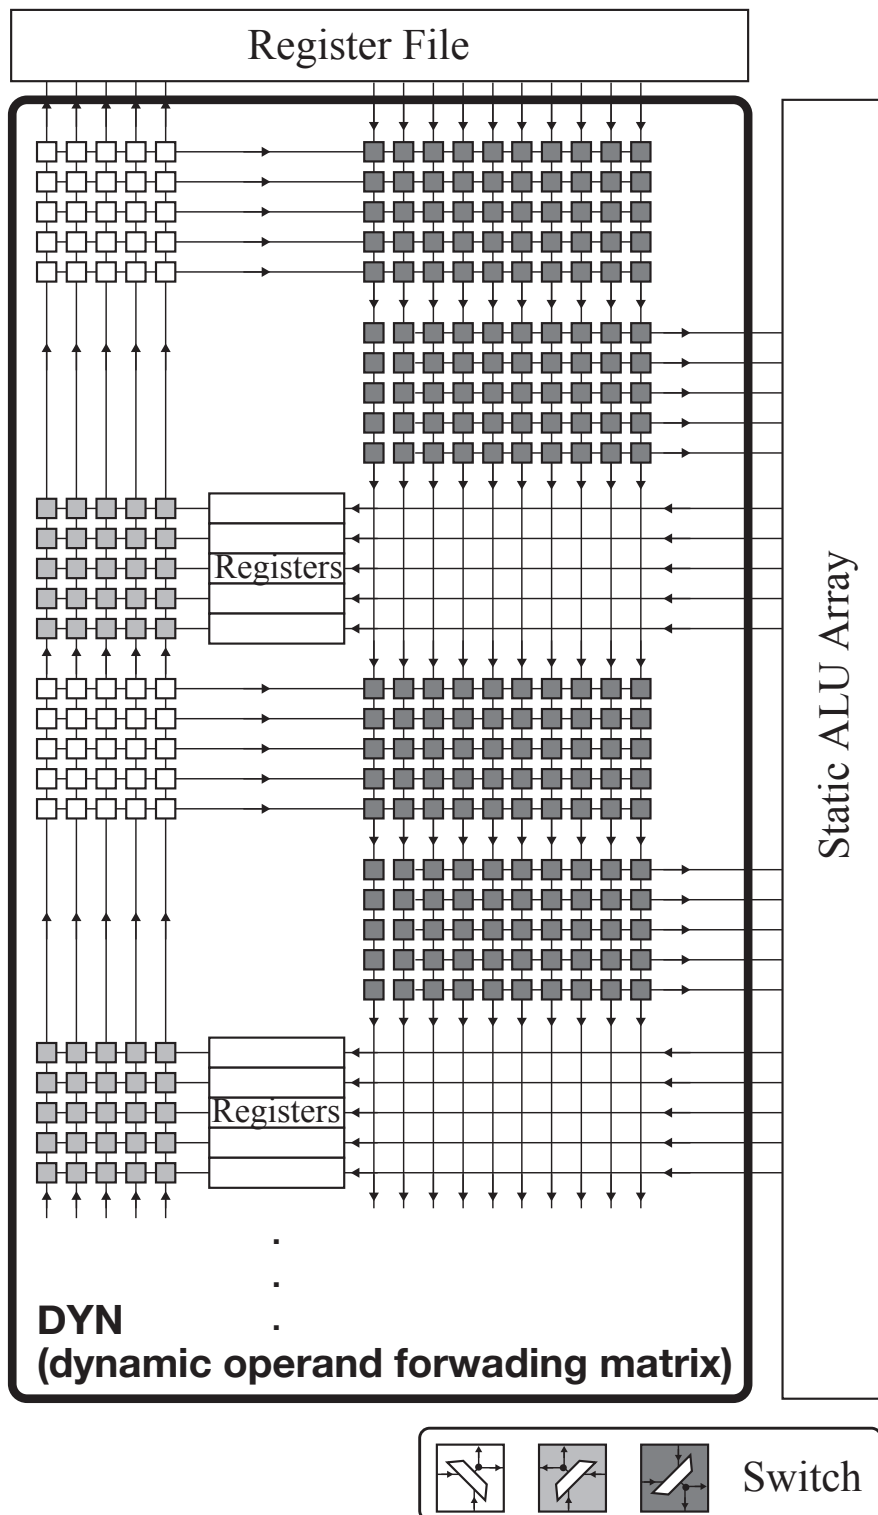 Register File
Registers
Static ALU Array
Registers
DYN
(dynamic operand forwading matrix)
Switch